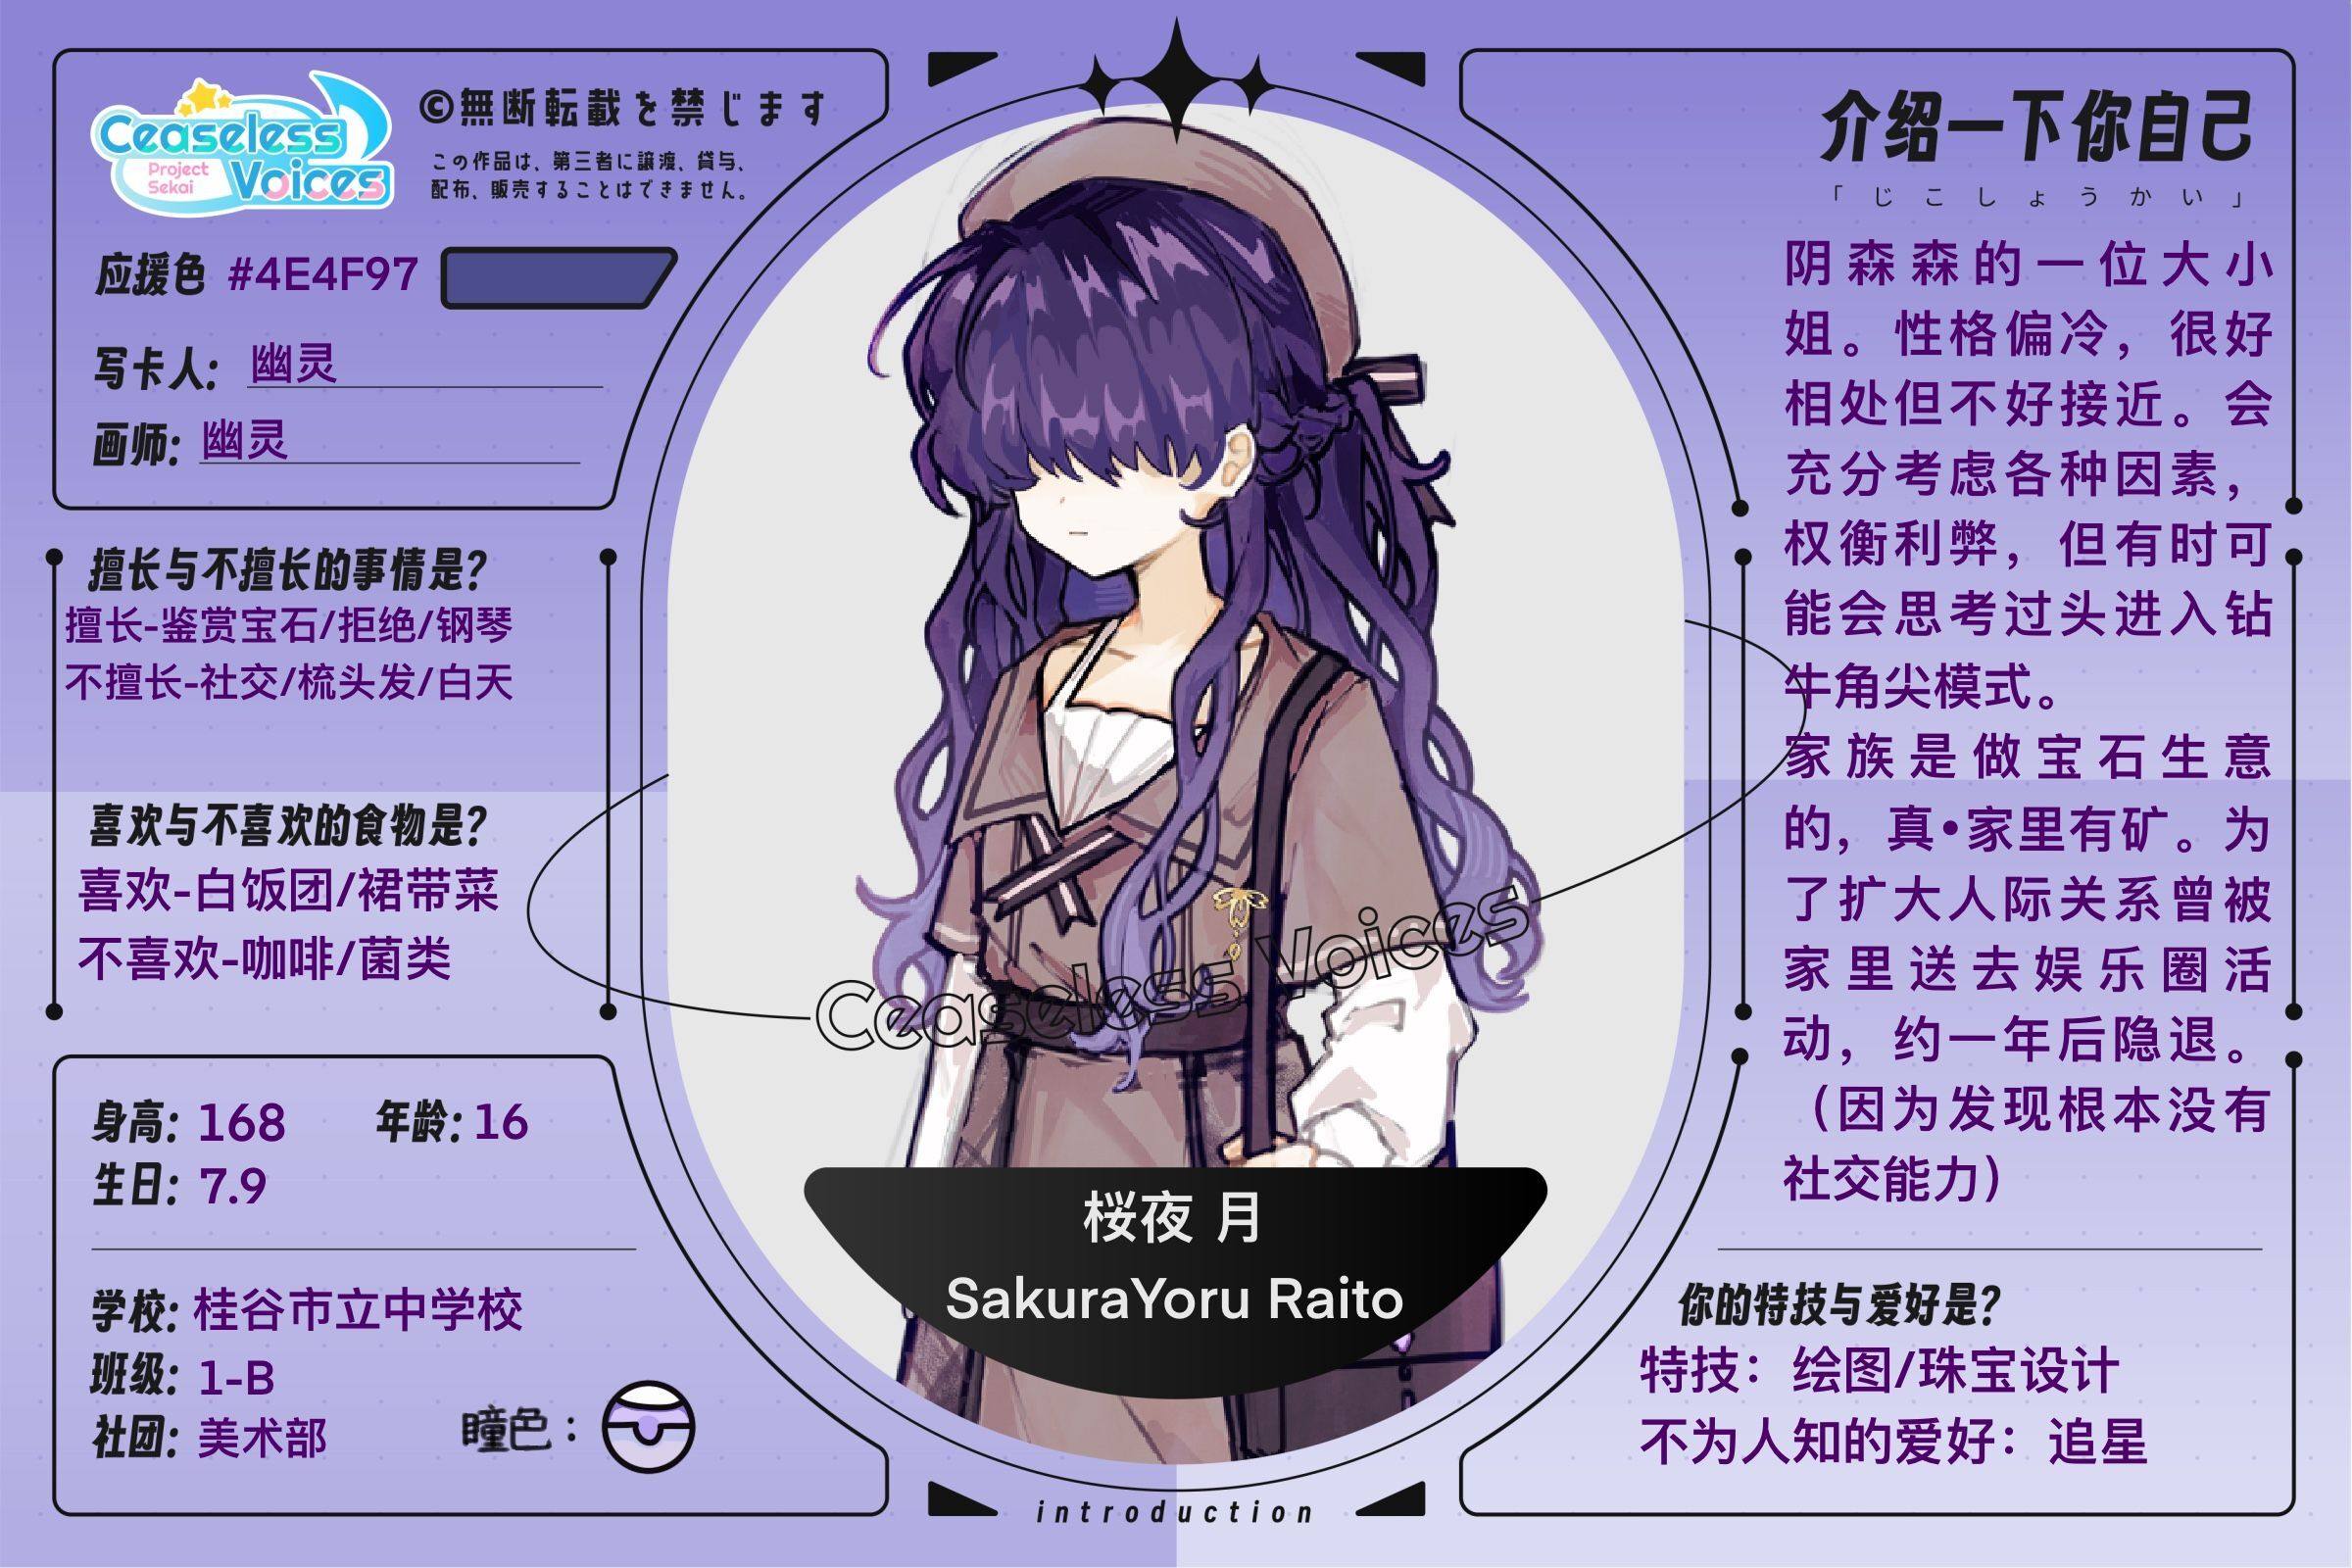 Ceaseless
Project
Sekai
Voices
©無断転載を禁じます
この作品は、第三者に譲渡、貸与、
配布、販売することはできません。
应援色 #4E4F97
写卡人: 幽灵
画师: 幽灵
擅长与不擅长的事情是?
擅长-鉴赏宝石/拒绝/钢琴
不擅长-社交/梳头发/白天
喜欢与不喜欢的食物是?
喜欢-白饭团/裙带菜
不喜欢-咖啡/菌类
身高: 168 年龄: 16
生日: 7.9
学校: 桂谷市立中学校
班级: 1-B
社团: 美术部
瞳色：
Ceaseless Voices
桜夜 月
SakuraYoru Raito
introduction
介绍一下你自己
「じこしょうかい」
阴森森的一位大小
姐。性格偏冷，很好
相处但不好接近。会
充分考虑各种因素，
权衡利弊，但有时可
能会思考过头进入钻
牛角尖模式。
家族是做宝石生意
的，真•家里有矿。为
了扩大人际关系曾被
家里送去娱乐圈活
动，约一年后隐退。
（因为发现根本没有
社交能力）
你的特技与爱好是?
特技：绘图/珠宝设计
不为人知的爱好：追星